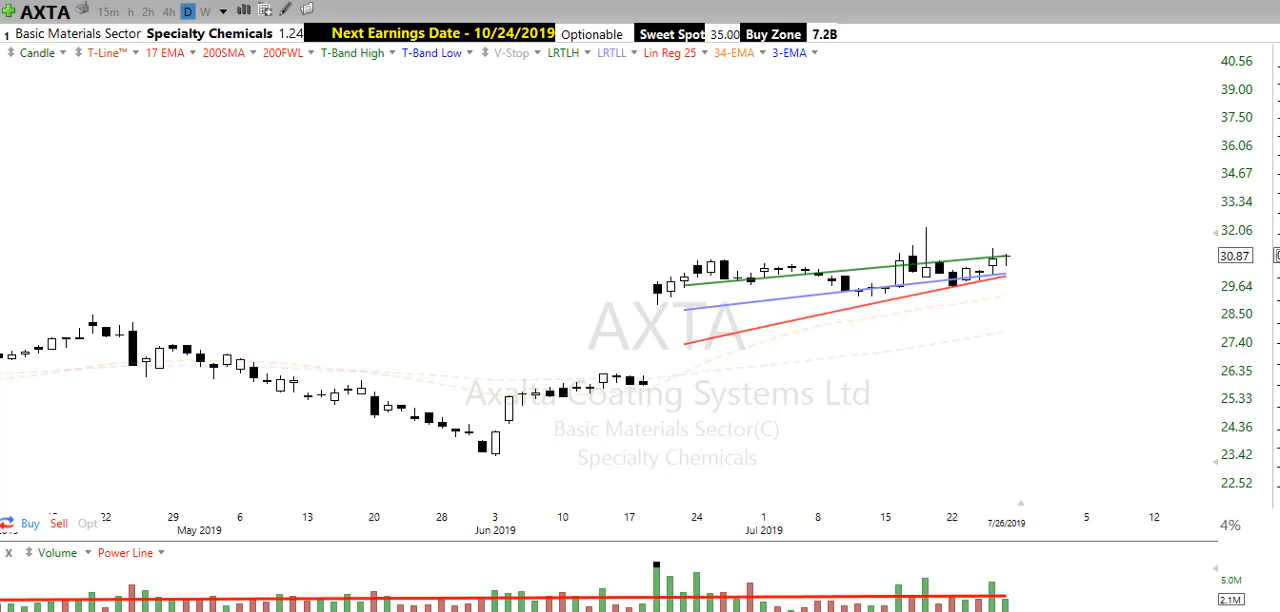 AXTA 15m h 2h 4h D W
1 Basic Materials Sector Specialty Chemicals 1.24 Next Earnings Date - 10/24/2019 Optionable Sweet Spot 35.00 Buy Zone 7.2B
Candle T-Line™ 17 EMA 200SMA 200FWL T-Band High T-Band Low V-Stop LRTLH LRTLL Lin Reg 25 34-EMA 3-EMA
40.56
39.00
37.50
36.06
34.67
33.34
32.06
30.87
29.64
28.50
27.40
26.35
25.33
24.36
23.42
22.52
AXTA
Axalta Coating Systems Ltd
Basic Materials Sector(C)
Specialty Chemicals
Buy Sell Opt
22 29 6 13 20 28 3 10 17 24 1 8 15 22 7/26/2019 5 12
May 2019 Jun 2019 Jul 2019
4%
X Volume Power Line
5.0M
2.1M